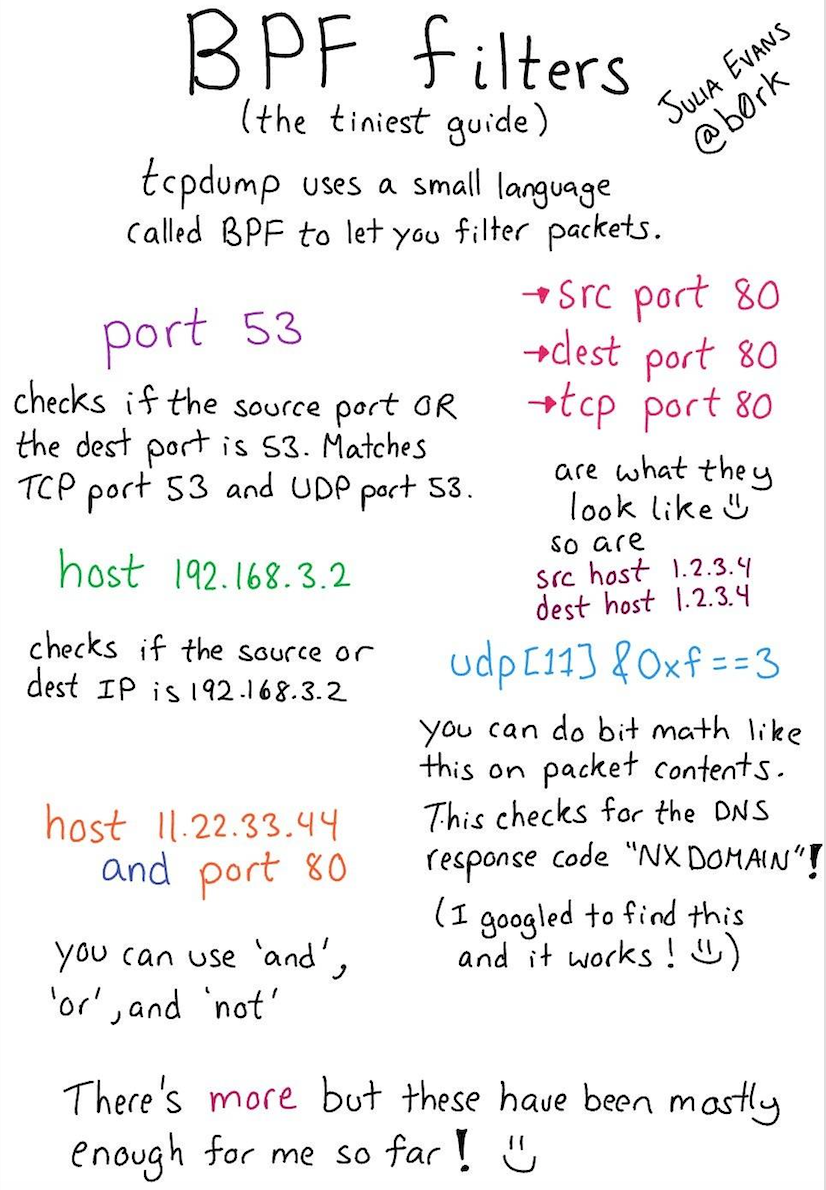 BPF filters
(the tiniest guide)
JULIA EVANS
@b0rk
tcpdump uses a small language
called BPF to let you filter packets.
port 53
checks if the source port OR
the dest port is 53. Matches
TCP port 53 and UDP port 53.
host 192.168.3.2
checks if the source or
dest IP is 192.168.3.2
host 11.22.33.44
and port 80
you can use 'and',
'or', and 'not'
→src port 80
→dest port 80
→tcp port 80
are what they
look like
so are
src host 1.2.3.4
dest host 1.2.3.4
udp[11] & 0xf==3
you can do bit math like
this on packet contents.
This checks for the DNS
response code "NXDOMAIN"!
(I googled to find this
and it works! )
There's more but these have been mostly
enough for me so far!